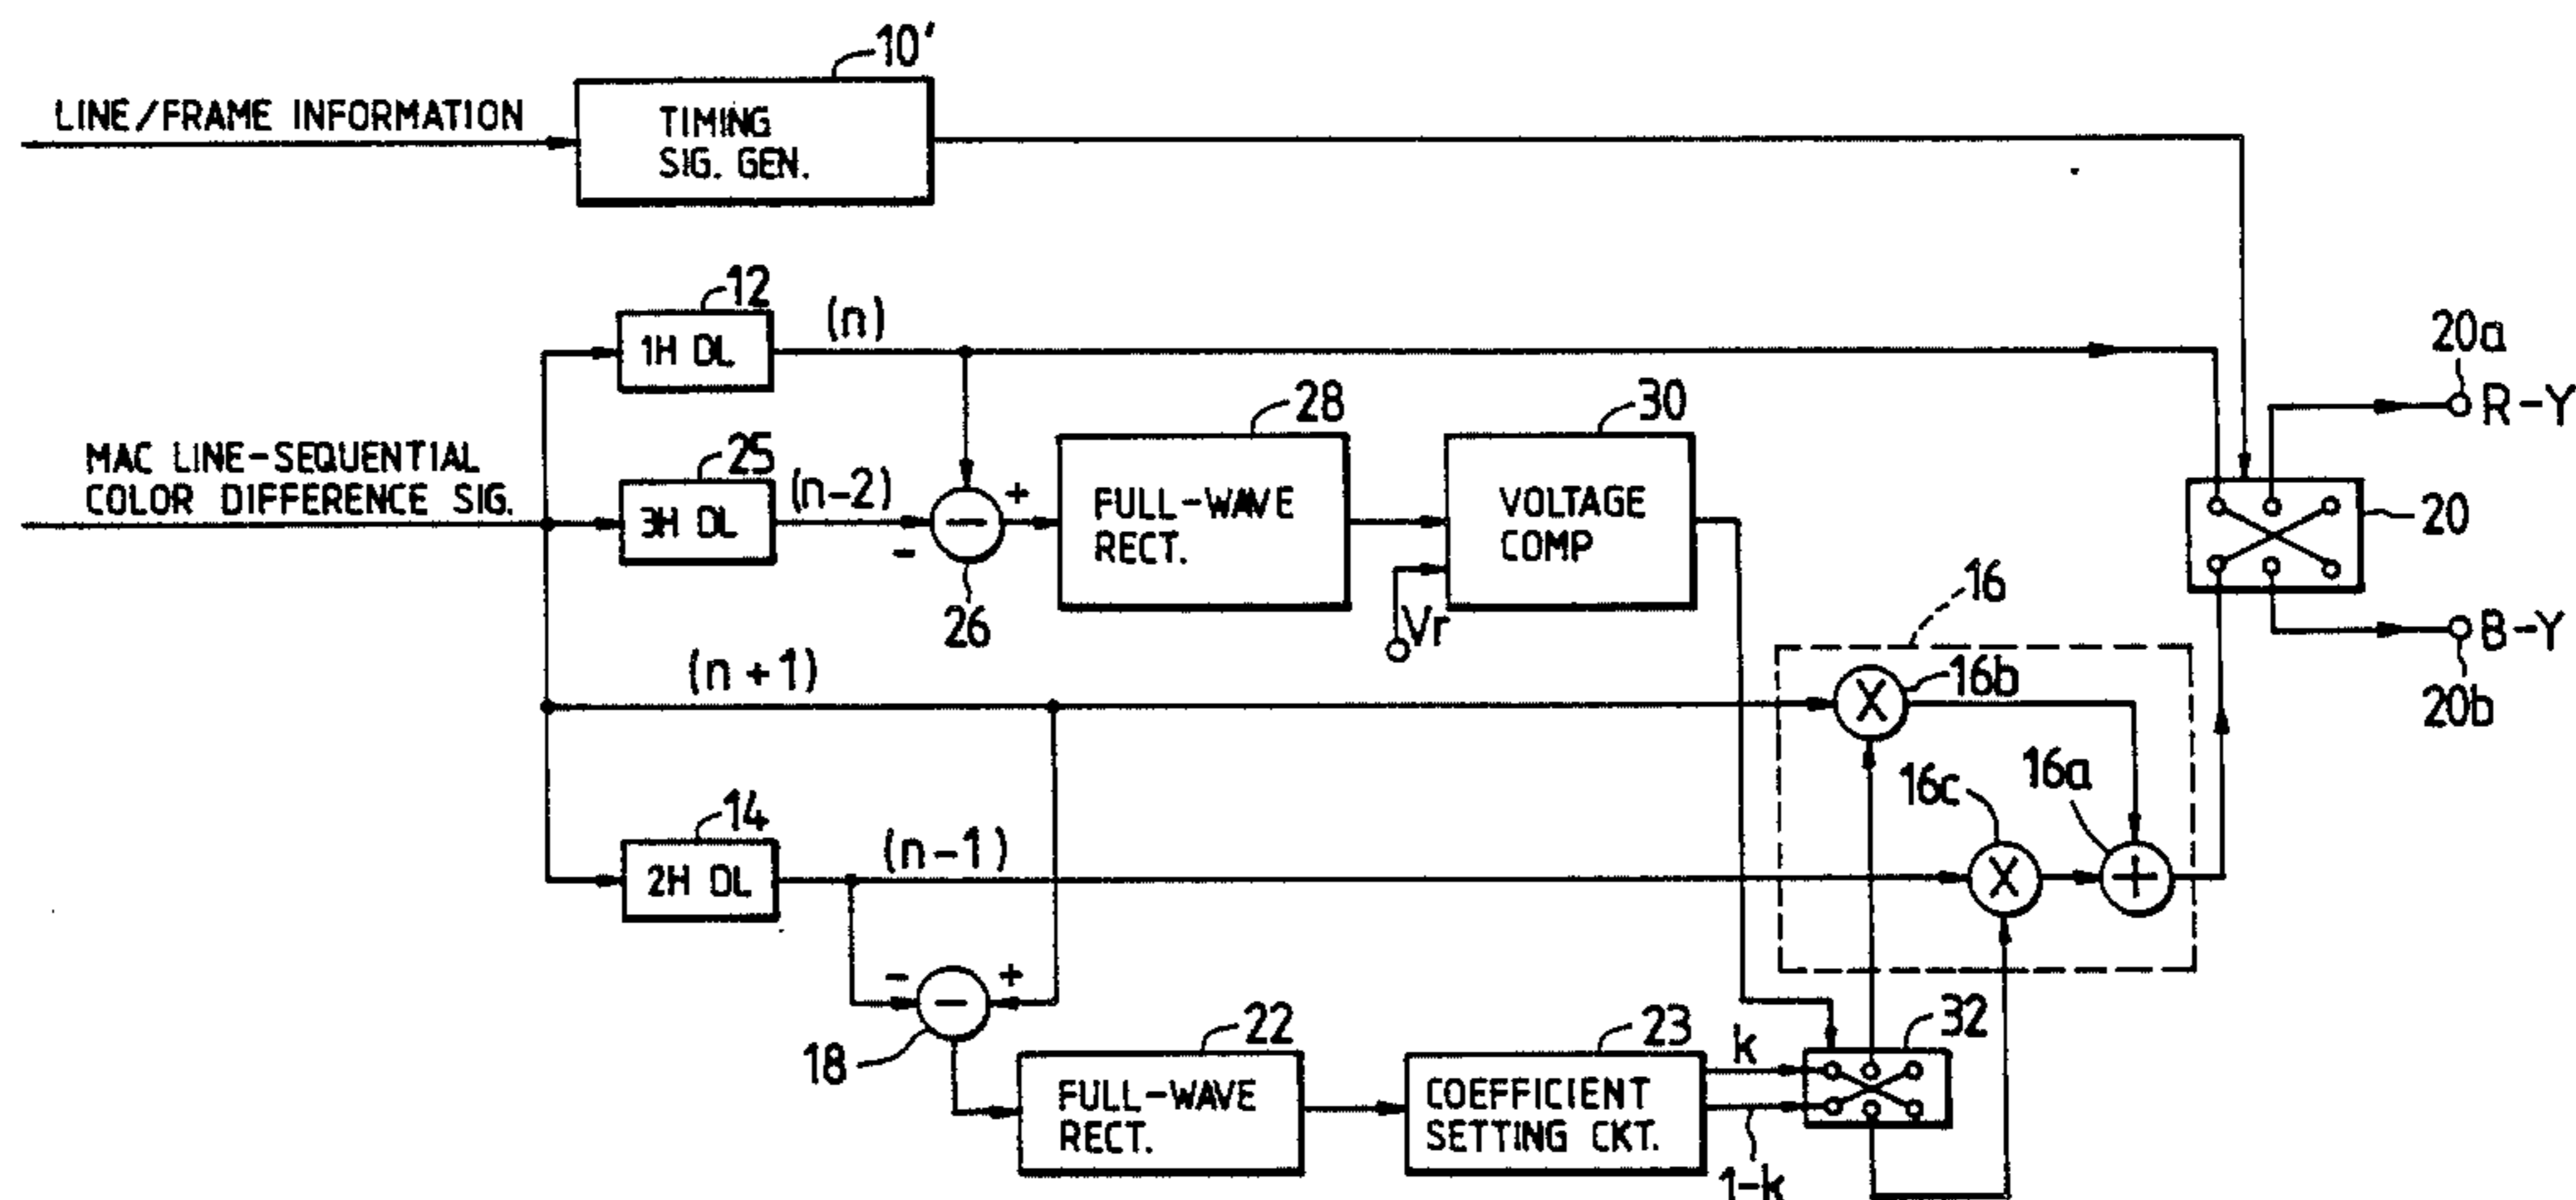 10'
LINE/FRAME INFORMATION
TIMING
SIG. GEN.
12
(n)
1H DL
20a
R-Y
MAC LINE-SEQUENTIAL
COLOR DIFFERENCE SIG.
25
(n-2)
3H DL
-
+
-
26
28
FULL-WAVE
RECT.
30
VOLTAGE
COMP
Vr
20
B-Y
20b
(n+1)
16
X
16b
16c
16a
X
+
14
(n-1)
2H DL
-
+
-
18
22
FULL-WAVE
RECT.
23
COEFFICIENT
SETTING CKT.
k
1-k
32